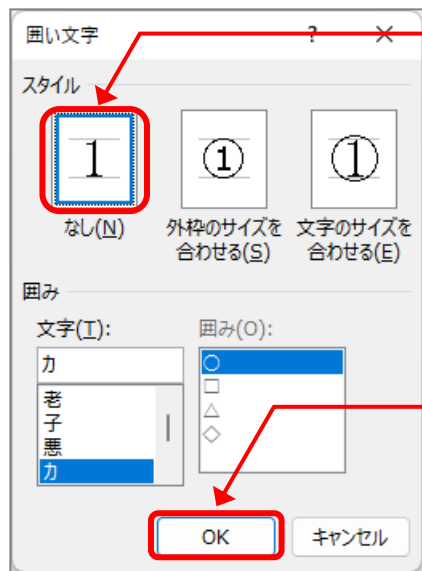 囲い文字 ? ×
スタイル
1 ① ①
なし(N) 外枠のサイズを 文字のサイズを
合わせる(S) 合わせる(E)
囲み
文字(T): 囲み(O):
カ ○
老 □
子 △
悪 ◇
カ
OK キャンセル